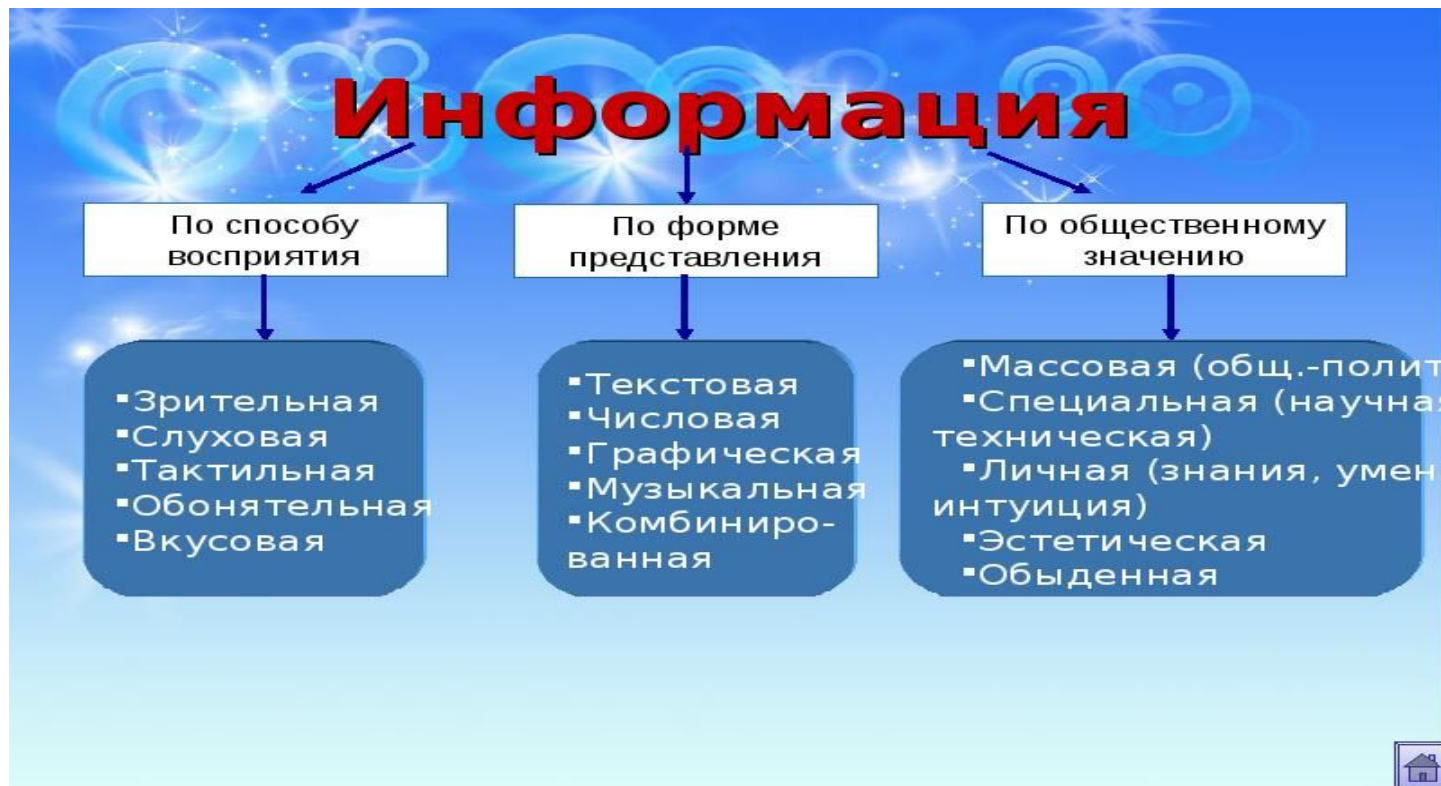 Информация
По способу
восприятия
▪Зрительная
▪Слуховая
▪Тактильная
▪Обонятельная
▪Вкусовая
По форме
представления
▪Текстовая
▪Числовая
▪Графическая
▪Музыкальная
▪Комбиниро-
ванная
По общественному
значению
▪Массовая (общ.-полит
▪Специальная (научная
техническая)
▪Личная (знания, умен
интуиция)
▪Эстетическая
▪Обыденная